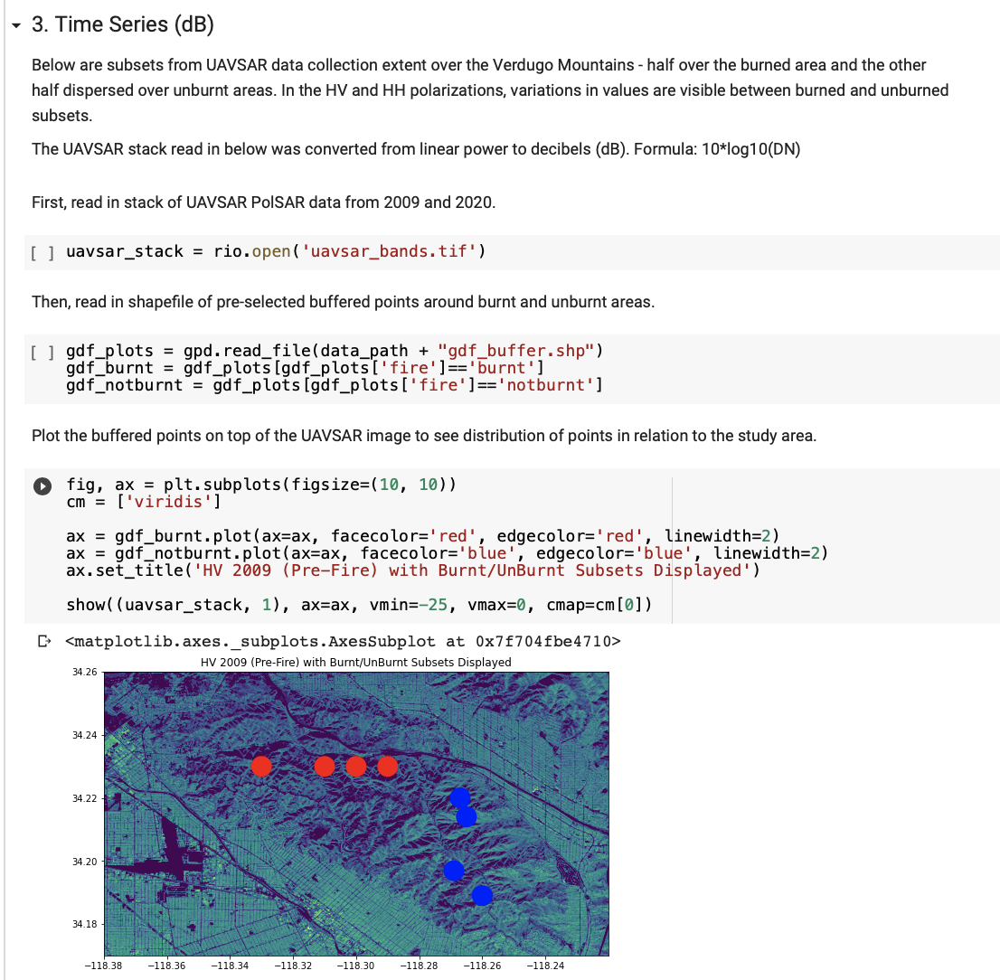 3. Time Series (dB)
Below are subsets from UAVSAR data collection extent over the Verdugo Mountains - half over the burned area and the other
half dispersed over unburnt areas. In the HV and HH polarizations, variations in values are visible between burned and unburned
subsets.
The UAVSAR stack read in below was converted from linear power to decibels (dB). Formula: 10*log10(DN)
First, read in stack of UAVSAR PolSAR data from 2009 and 2020.
[ ] uavsar_stack = rio.open('uavsar_bands.tif')
Then, read in shapefile of pre-selected buffered points around burnt and unburnt areas.
[ ] gdf_plots = gpd.read_file(data_path + "gdf_buffer.shp")
gdf_burnt = gdf_plots[gdf_plots['fire']=='burnt']
gdf_notburnt = gdf_plots[gdf_plots['fire']=='notburnt']
Plot the buffered points on top of the UAVSAR image to see distribution of points in relation to the study area.
fig, ax = plt.subplots(figsize=(10, 10))
cm = ['viridis']
ax = gdf_burnt.plot(ax=ax, facecolor='red', edgecolor='red', linewidth=2)
ax = gdf_notburnt.plot(ax=ax, facecolor='blue', edgecolor='blue', linewidth=2)
ax.set_title('HV 2009 (Pre-Fire) with Burnt/UnBurnt Subsets Displayed')
show((uavsar_stack, 1), ax=ax, vmin=-25, vmax=0, cmap=cm[0])
<matplotlib.axes._subplots.AxesSubplot at 0x7f704fbe4710>
HV 2009 (Pre-Fire) with Burnt/UnBurnt Subsets Displayed
34.26
34.24
34.22
34.20
34.18
−118.38 −118.36 −118.34 −118.32 −118.30 −118.28 −118.26 −118.24